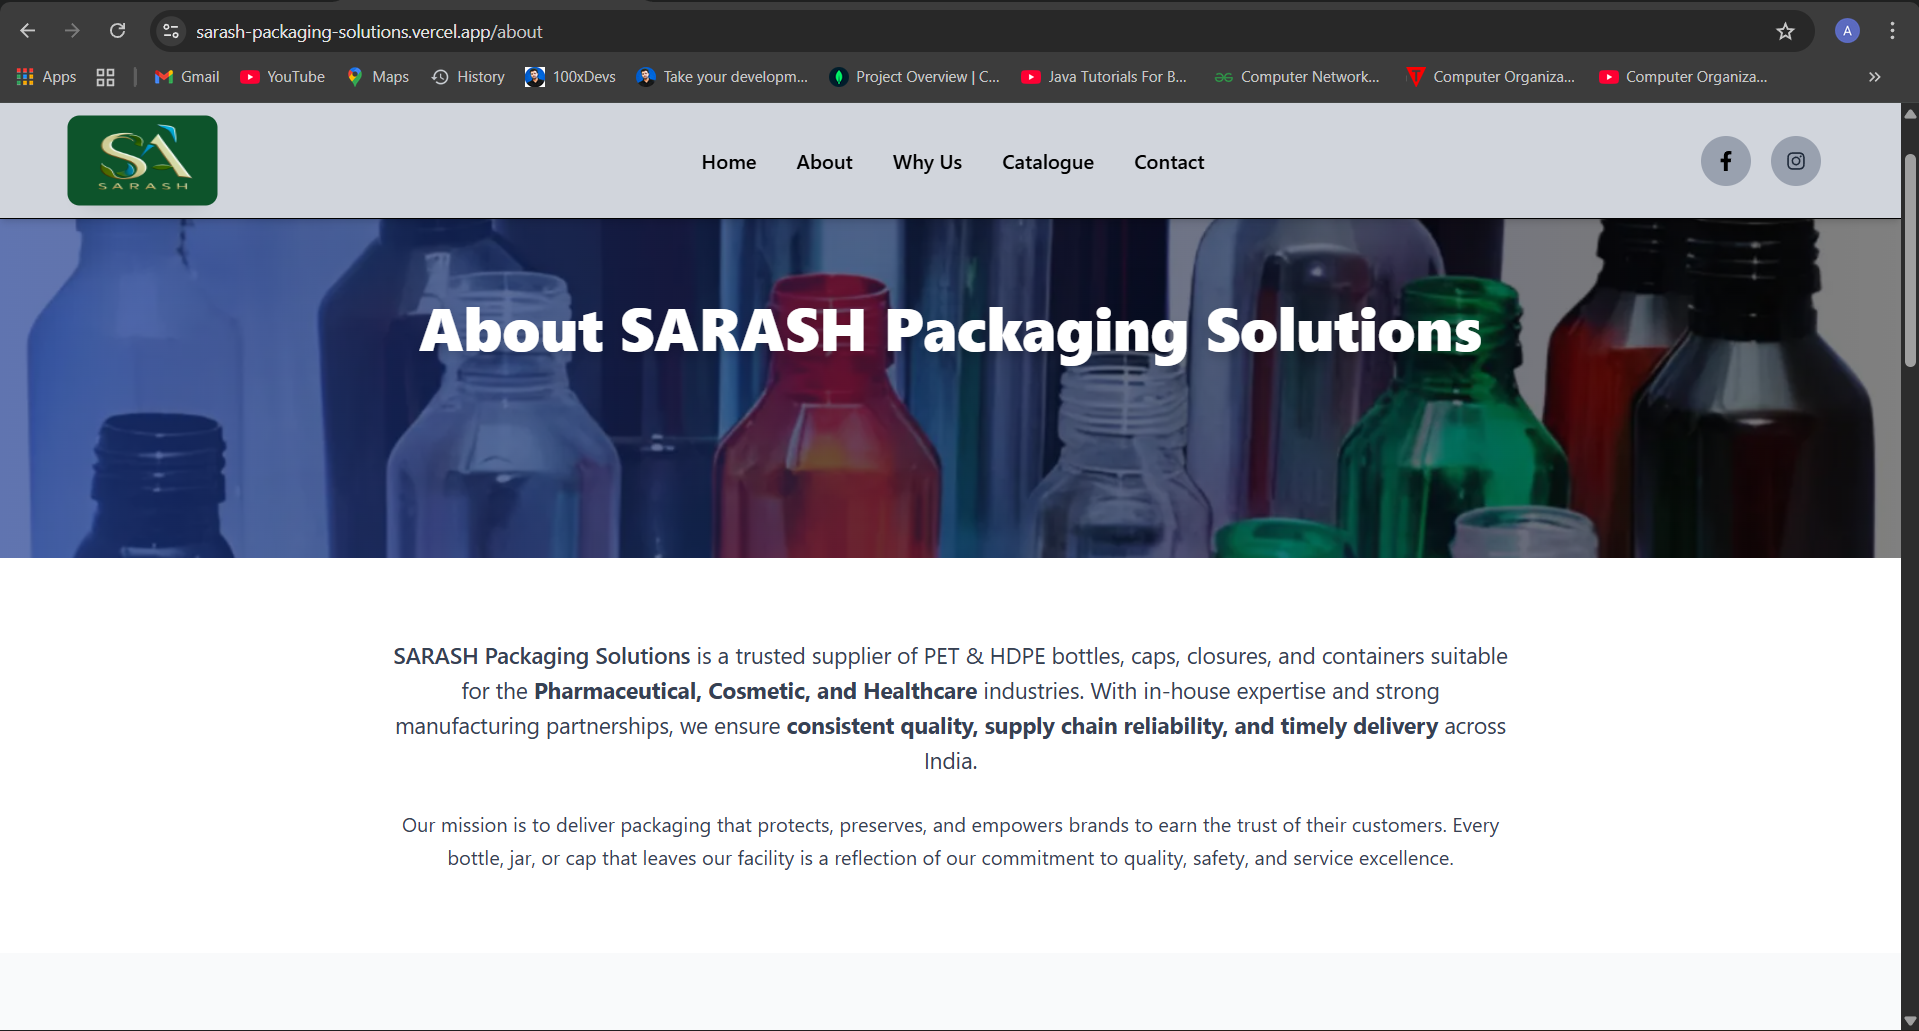 sarash-packaging-solutions.vercel.app/about
A
Apps
Gmail
YouTube
Maps
History
100xDevs
Take your developm...
Project Overview | C...
Java Tutorials For B...
Computer Network...
Computer Organiza...
Computer Organiza...
SA
SARASH
Home
About
Why Us
Catalogue
Contact
About SARASH Packaging Solutions
SARASH Packaging Solutions is a trusted supplier of PET & HDPE bottles, caps, closures, and containers suitable
for the Pharmaceutical, Cosmetic, and Healthcare industries. With in-house expertise and strong
manufacturing partnerships, we ensure consistent quality, supply chain reliability, and timely delivery across
India.
Our mission is to deliver packaging that protects, preserves, and empowers brands to earn the trust of their customers. Every
bottle, jar, or cap that leaves our facility is a reflection of our commitment to quality, safety, and service excellence.